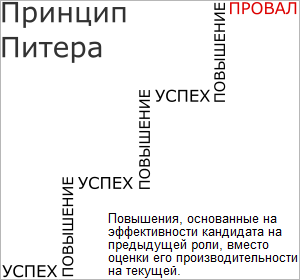 Принцип
Питера
ПРОВАЛ
ПОВЫШЕНИЕ
УСПЕХ
ПОВЫШЕНИЕ
УСПЕХ
ПОВЫШЕНИЕ
УСПЕХ
Повышения, основанные на
эффективности кандидата на
предыдущей роли, вместо
оценки его производительности
на текущей.